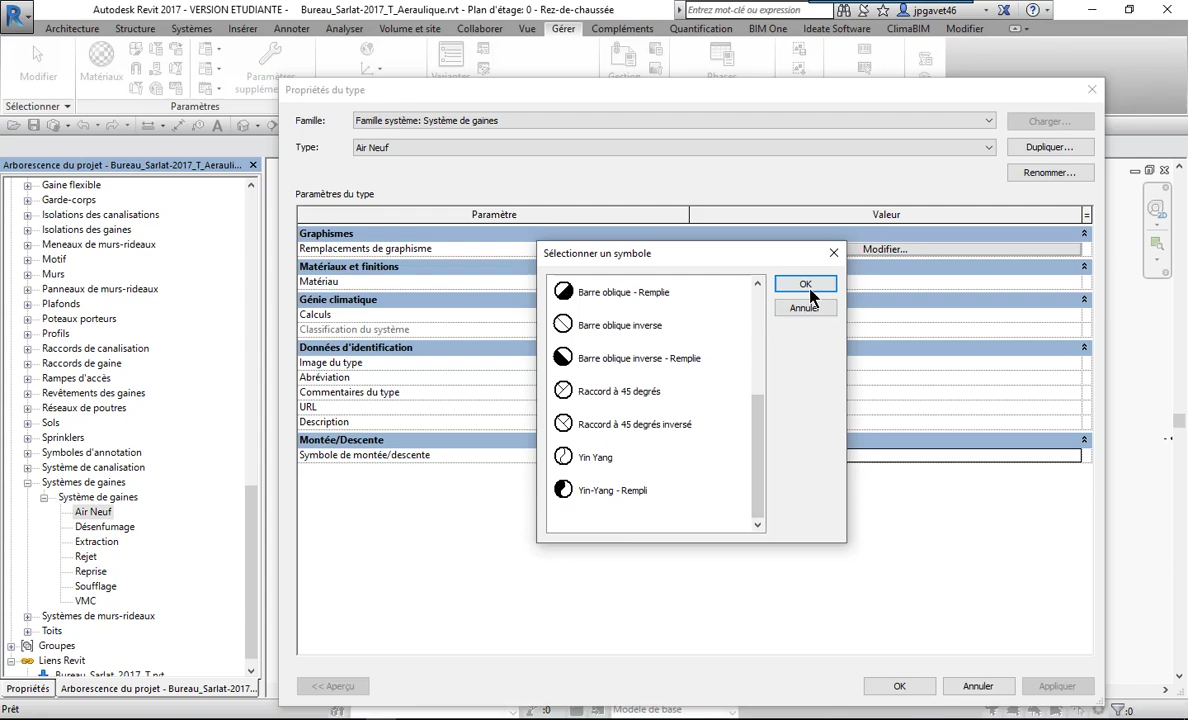 Autodesk Revit 2017 - VERSION ETUDIANTE - Bureau_Sarlat-2017_T_Aeraulique.rvt - Plan d'étage: 0 - Rez-de-chaussée
Entrez mot-clé ou expression
jpgavet46
Architecture Structure Systèmes Insérer Annoter Analyser Volume et site Collaborer Vue Gérer Compléments Quantification BIM One Ideate Software ClimaBIM Modifier
Modifier
Matériaux
Paramètres
supplémen
Variantes
Gestion
Phases
Sélectionner
Paramètres
Arborescence du projet - Bureau_Sarlat-2017_T_Aerauli...
Gaine flexible
Garde-corps
Isolations des canalisations
Isolations des gaines
Meneaux de murs-rideaux
Motif
Murs
Panneaux de murs-rideaux
Plafonds
Poteaux porteurs
Profils
Raccords de canalisation
Raccords de gaine
Rampes d'accès
Revêtements des gaines
Réseaux de poutres
Sols
Sprinklers
Symboles d'annotation
Système de canalisation
Systèmes de gaines
Système de gaines
Air Neuf
Désenfumage
Extraction
Rejet
Reprise
Soufflage
VMC
Systèmes de murs-rideaux
Toits
Groupes
Liens Revit
Bureau_Sarlat_2017_T.rvt
Propriétés
Arborescence du projet - Bureau_Sarlat-2017...
Prêt
:0
Modèle de base
:0
Propriétés du type
Famille:
Famille système: Système de gaines
Charger...
Type:
Air Neuf
Dupliquer...
Renommer...
Paramètres du type
Paramètre
Valeur
=
Graphismes
Remplacements de graphisme
Modifier...
Matériaux et finitions
Matériau
Génie climatique
Calculs
Classification du système
Données d'identification
Image du type
Abréviation
Commentaires du type
URL
Description
Montée/Descente
Symbole de montée/descente
<< Aperçu
OK
Annuler
Appliquer
Sélectionner un symbole
Barre oblique - Remplie
Barre oblique inverse
Barre oblique inverse - Remplie
Raccord à 45 degrés
Raccord à 45 degrés inversé
Yin Yang
Yin-Yang - Rempli
OK
Annuler